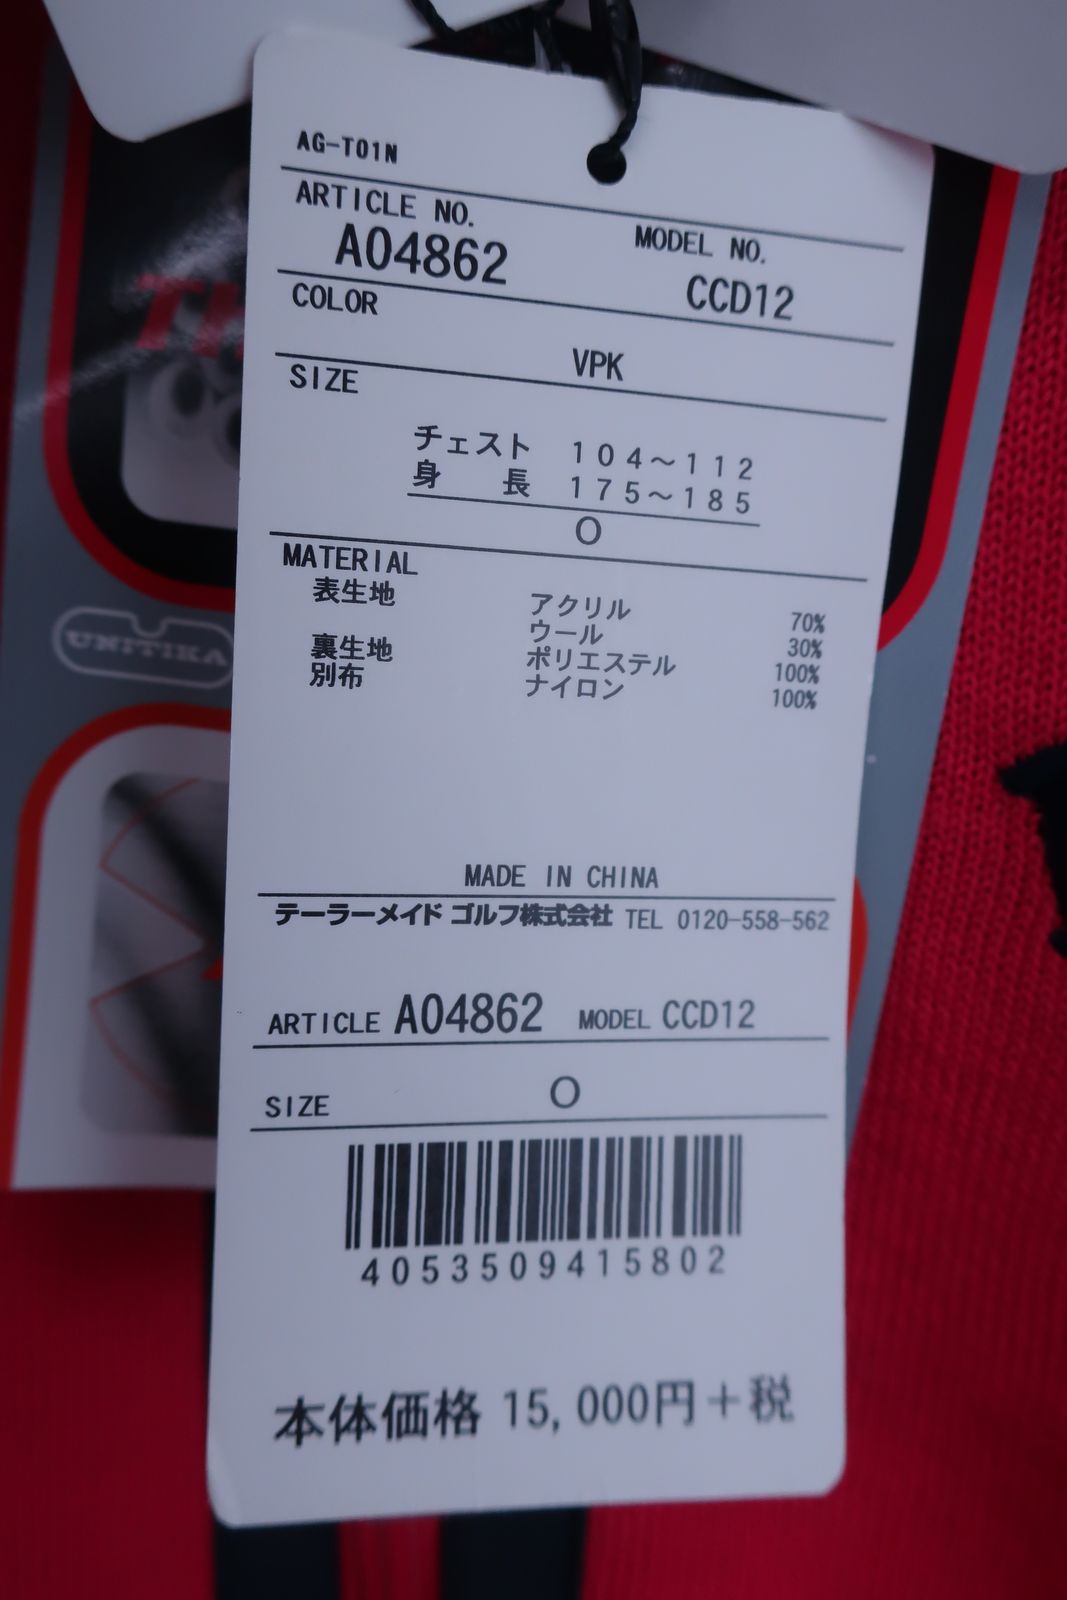 AG-T01N
ARTICLE NO. MODEL NO.
A04862 CCD12
COLOR
VPK
SIZE
チェスト 104〜112
身長 175〜185
O
MATERIAL
表生地 アクリル 70%
ウール 30%
裏生地 ポリエステル 100%
別布 ナイロン 100%
MADE IN CHINA
テーラーメイド ゴルフ株式会社 TEL 0120-558-562
ARTICLE A04862 MODEL CCD12
SIZE O
4053509415802
本体価格 15,000円+税
UNITIKA